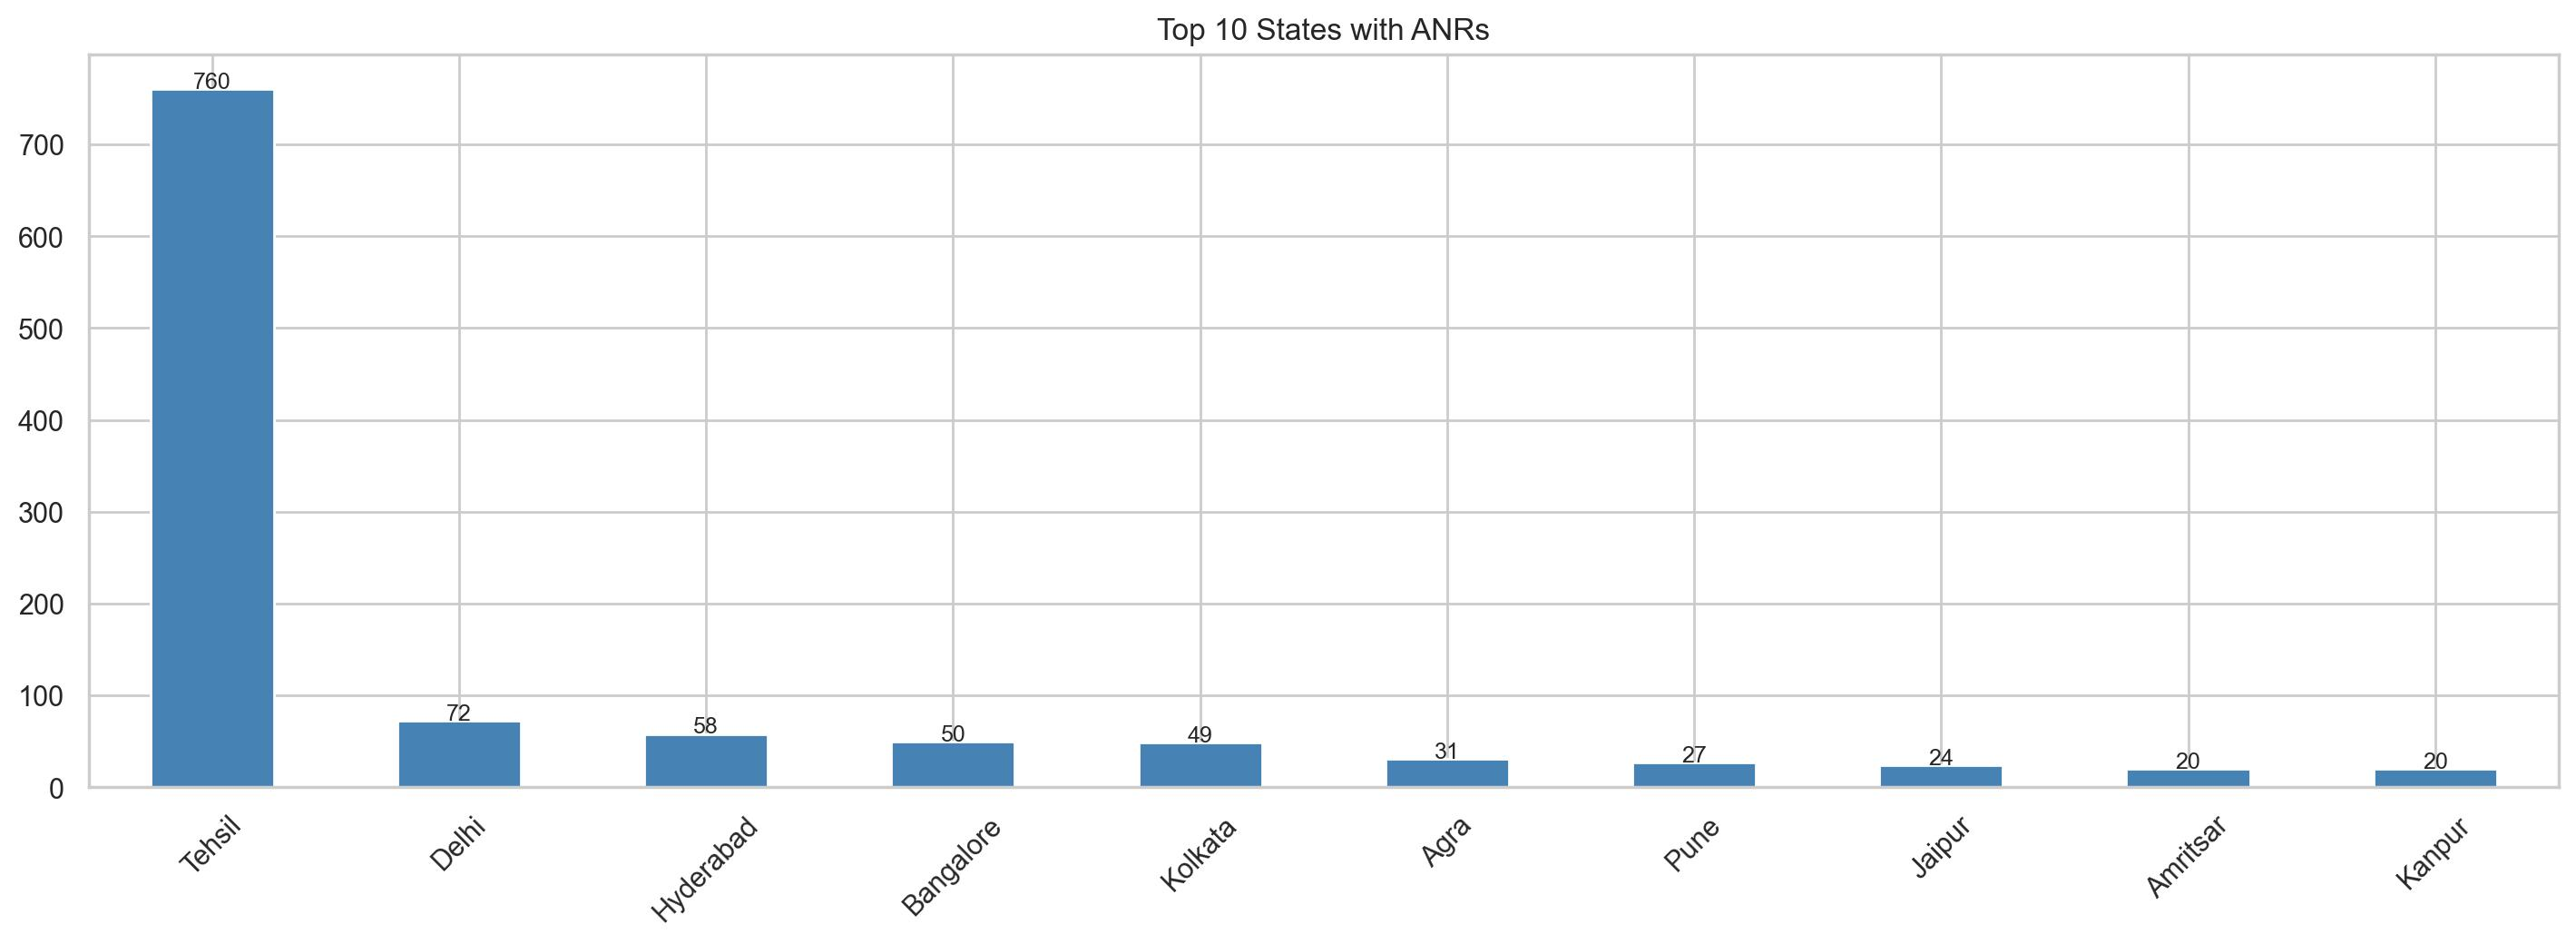 Top 10 States with ANRs
760
700
600
500
400
300
200
100
0
72
58
50
49
31
27
24
20
20
Tehsil
Delhi
Hyderabad
Bangalore
Kolkata
Agra
Pune
Jaipur
Amritsar
Kanpur